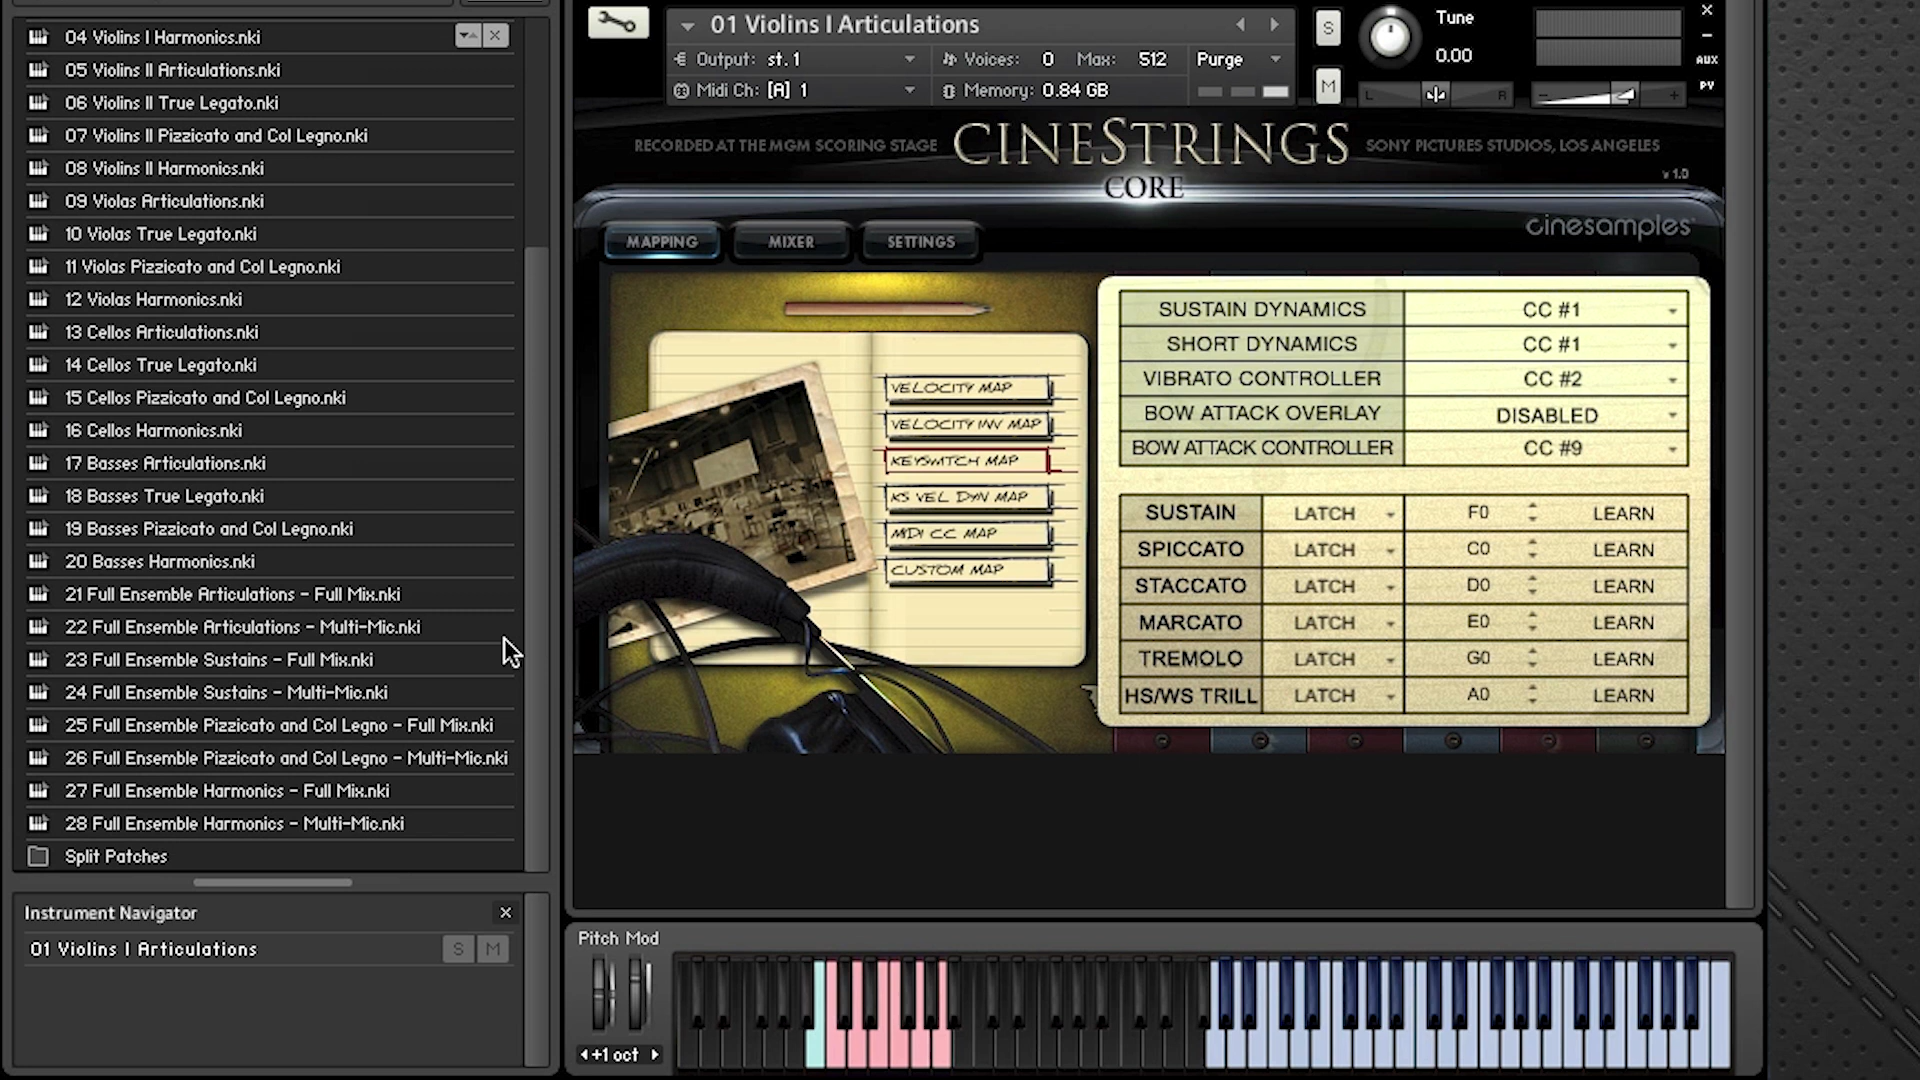 04 Violins I Harmonics.nki
05 Violins II Articulations.nki
06 Violins II True Legato.nki
07 Violins II Pizzicato and Col Legno.nki
08 Violins II Harmonics.nki
09 Violas Articulations.nki
10 Violas True Legato.nki
11 Violas Pizzicato and Col Legno.nki
12 Violas Harmonics.nki
13 Cellos Articulations.nki
14 Cellos True Legato.nki
15 Cellos Pizzicato and Col Legno.nki
16 Cellos Harmonics.nki
17 Basses Articulations.nki
18 Basses True Legato.nki
19 Basses Pizzicato and Col Legno.nki
20 Basses Harmonics.nki
21 Full Ensemble Articulations - Full Mix.nki
22 Full Ensemble Articulations - Multi-Mic.nki
23 Full Ensemble Sustains - Full Mix.nki
24 Full Ensemble Sustains - Multi-Mic.nki
25 Full Ensemble Pizzicato and Col Legno - Full Mix.nki
26 Full Ensemble Pizzicato and Col Legno - Multi-Mic.nki
27 Full Ensemble Harmonics - Full Mix.nki
28 Full Ensemble Harmonics - Multi-Mic.nki
Split Patches
Instrument Navigator
01 Violins I Articulations S M
01 Violins I Articulations
Output: st.1 Voices: 0 Max: 512 Purge
Midi Ch: [A] 1 Memory: 0.84 GB
S
M
Tune
0.00
L R
AUX
PV
RECORDED AT THE MGM SCORING STAGE CINESTRINGS SONY PICTURES STUDIOS, LOS ANGELES
CORE
v 1.0
cinesamples
MAPPING MIXER SETTINGS
VELOCITY MAP
VELOCITY INV MAP
KEYSWITCH MAP
KS VEL DYN MAP
MIDI CC MAP
CUSTOM MAP
SUSTAIN DYNAMICS CC #1
SHORT DYNAMICS CC #1
VIBRATO CONTROLLER CC #2
BOW ATTACK OVERLAY DISABLED
BOW ATTACK CONTROLLER CC #9
SUSTAIN LATCH F0 LEARN
SPICCATO LATCH C0 LEARN
STACCATO LATCH D0 LEARN
MARCATO LATCH E0 LEARN
TREMOLO LATCH G0 LEARN
HS/WS TRILL LATCH A0 LEARN
Pitch Mod
+1 oct